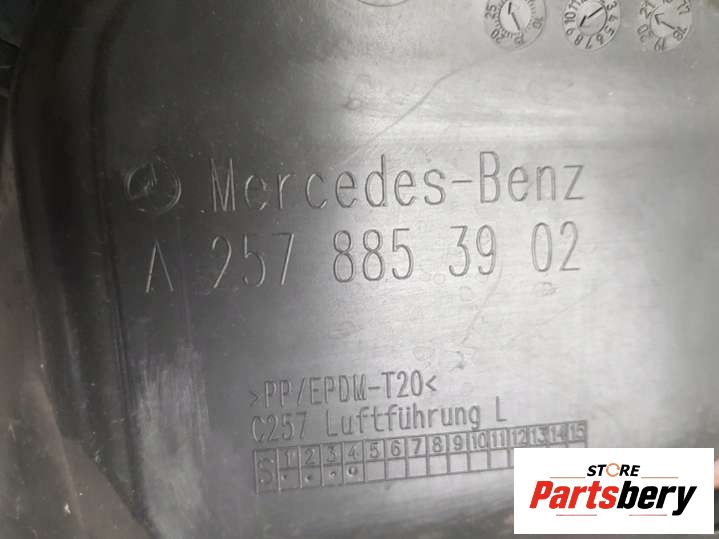 Mercedes-Benz
A 257 885 39 02
>PP/EPDM-T20<
C257 Luftführung L
S 1 2 3 4 5 6 7 8 9 10 11 12 13 14 15
STORE
Partsbery